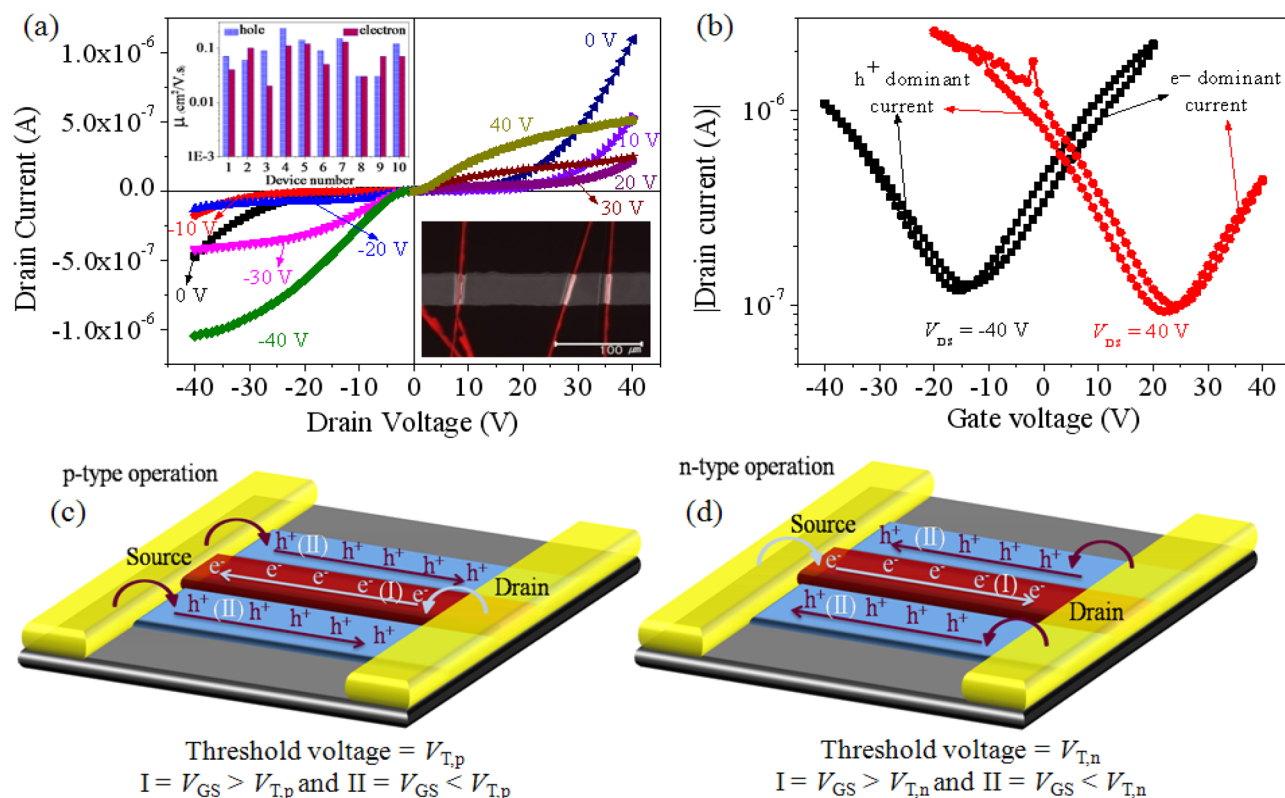 (a)
hole electron
μ.cm²/V.s
0.1
0.01
1E-3
1 2 3 4 5 6 7 8 9 10
Device number
Drain Current (A)
1.0x10⁻⁶
5.0x10⁻⁷
0.0
-5.0x10⁻⁷
-1.0x10⁻⁶
0 V
40 V
10 V
20 V
30 V
-10 V
-20 V
-30 V
0 V
-40 V
100 μm
-40 -30 -20 -10 0 10 20 30 40
Drain Voltage (V)
(b)
|Drain current (A)|
10⁻⁶
10⁻⁷
h⁺ dominant
current
e− dominant
current
V_DS = -40 V
V_DS = 40 V
-40 -30 -20 -10 0 10 20 30 40
Gate voltage (V)
p-type operation
(c)
Source
h⁺ (II) h⁺ h⁺ h⁺ h⁺
e⁻ e⁻ e⁻ e⁻ (I) e⁻
Drain
h⁺ (II) h⁺ h⁺ h⁺ h⁺
Threshold voltage = V_T,p
I = V_GS > V_T,p and II = V_GS < V_T,p
n-type operation
(d)
Source
h⁺ (II) h⁺ h⁺ h⁺
e⁻ e⁻ e⁻ e⁻ (I) e⁻
Drain
h⁺ (II) h⁺ h⁺ h⁺ h⁺
Threshold voltage = V_T,n
I = V_GS > V_T,n and II = V_GS < V_T,n